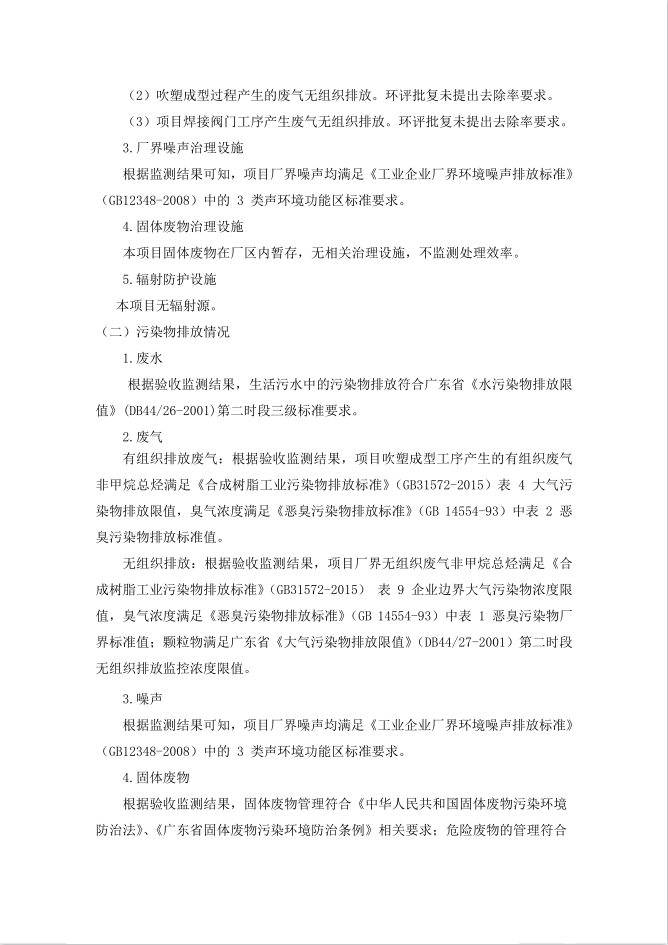 （2）吹塑成型过程产生的废气无组织排放。环评批复未提出去除率要求。
（3）项目焊接阀门工序产生废气无组织排放。环评批复未提出去除率要求。
3.厂界噪声治理设施
根据监测结果可知，项目厂界噪声均满足《工业企业厂界环境噪声排放标准》
（GB12348-2008）中的 3 类声环境功能区标准要求。
4.固体废物治理设施
本项目固体废物在厂区内暂存，无相关治理设施，不监测处理效率。
5.辐射防护设施
本项目无辐射源。
（二）污染物排放情况
1.废水
根据验收监测结果，生活污水中的污染物排放符合广东省《水污染物排放限
值》(DB44/26-2001)第二时段三级标准要求。
2.废气
有组织排放废气：根据验收监测结果，项目吹塑成型工序产生的有组织废气
非甲烷总烃满足《合成树脂工业污染物排放标准》（GB31572-2015）表 4 大气污
染物排放限值，臭气浓度满足《恶臭污染物排放标准》（GB 14554-93）中表 2 恶
臭污染物排放标准值。
无组织排放：根据验收监测结果，项目厂界无组织废气非甲烷总烃满足《合
成树脂工业污染物排放标准》（GB31572-2015） 表 9 企业边界大气污染物浓度限
值，臭气浓度满足《恶臭污染物排放标准》（GB 14554-93）中表 1 恶臭污染物厂
界标准值；颗粒物满足广东省《大气污染物排放限值》（DB44/27-2001）第二时段
无组织排放监控浓度限值。
3.噪声
根据监测结果可知，项目厂界噪声均满足《工业企业厂界环境噪声排放标准》
（GB12348-2008）中的 3 类声环境功能区标准要求。
4.固体废物
根据验收监测结果，固体废物管理符合《中华人民共和国固体废物污染环境
防治法》、《广东省固体废物污染环境防治条例》相关要求；危险废物的管理符合